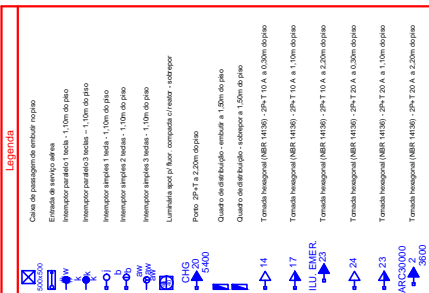 Legenda
500x500
Caixa de passagem de embutir no piso
Entrada de serviço aérea
w
Interruptor paralelo 1 tecla - 1,10m do piso
k
k
Interruptor paralelo 3 teclas - 1,10m do piso
j
Interruptor simples 1 tecla - 1,10m do piso
b
b
Interruptor simples 2 teclas - 1,10m do piso
aw
aw
Interruptor simples 3 teclas - 1,10m do piso
Luminária spot p/ fluor. compacta c/ reator - sobrepor
CHG
20
5400
Ponto 2P+T a 2,20m do piso
Quadro de distribuição - embutir a 1,50m do piso
Quadro de distribuição - sobrepor a 1,50m do piso
14
Tomada hexagonal (NBR 14136) - 2P+T 10 A a 0,30m do piso
17
Tomada hexagonal (NBR 14136) - 2P+T 10 A a 1,10m do piso
ILU. EMER.
23
Tomada hexagonal (NBR 14136) - 2P+T 10 A a 2,20m do piso
24
Tomada hexagonal (NBR 14136) - 2P+T 20 A a 0,30m do piso
23
Tomada hexagonal (NBR 14136) - 2P+T 20 A a 1,10m do piso
ARC30000
2
3600
Tomada hexagonal (NBR 14136) - 2P+T 20 A a 2,20m do piso